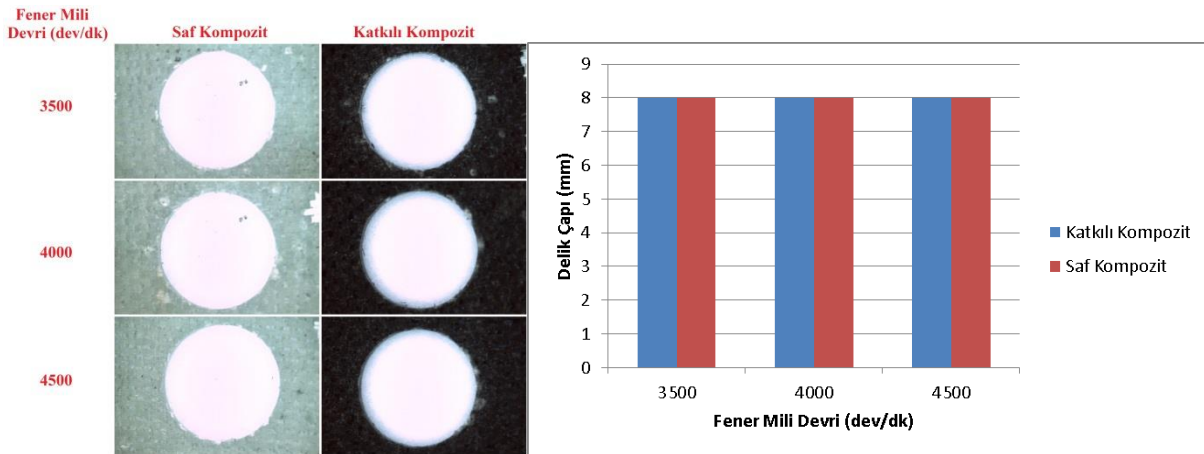 Fener Mili
Devri (dev/dk)
Saf Kompozit
Katkılı Kompozit
3500
4000
4500
9
8
7
6
5
4
3
2
1
0
Delik Çapı (mm)
3500 4000 4500
Fener Mili Devri (dev/dk)
Katkılı Kompozit
Saf Kompozit